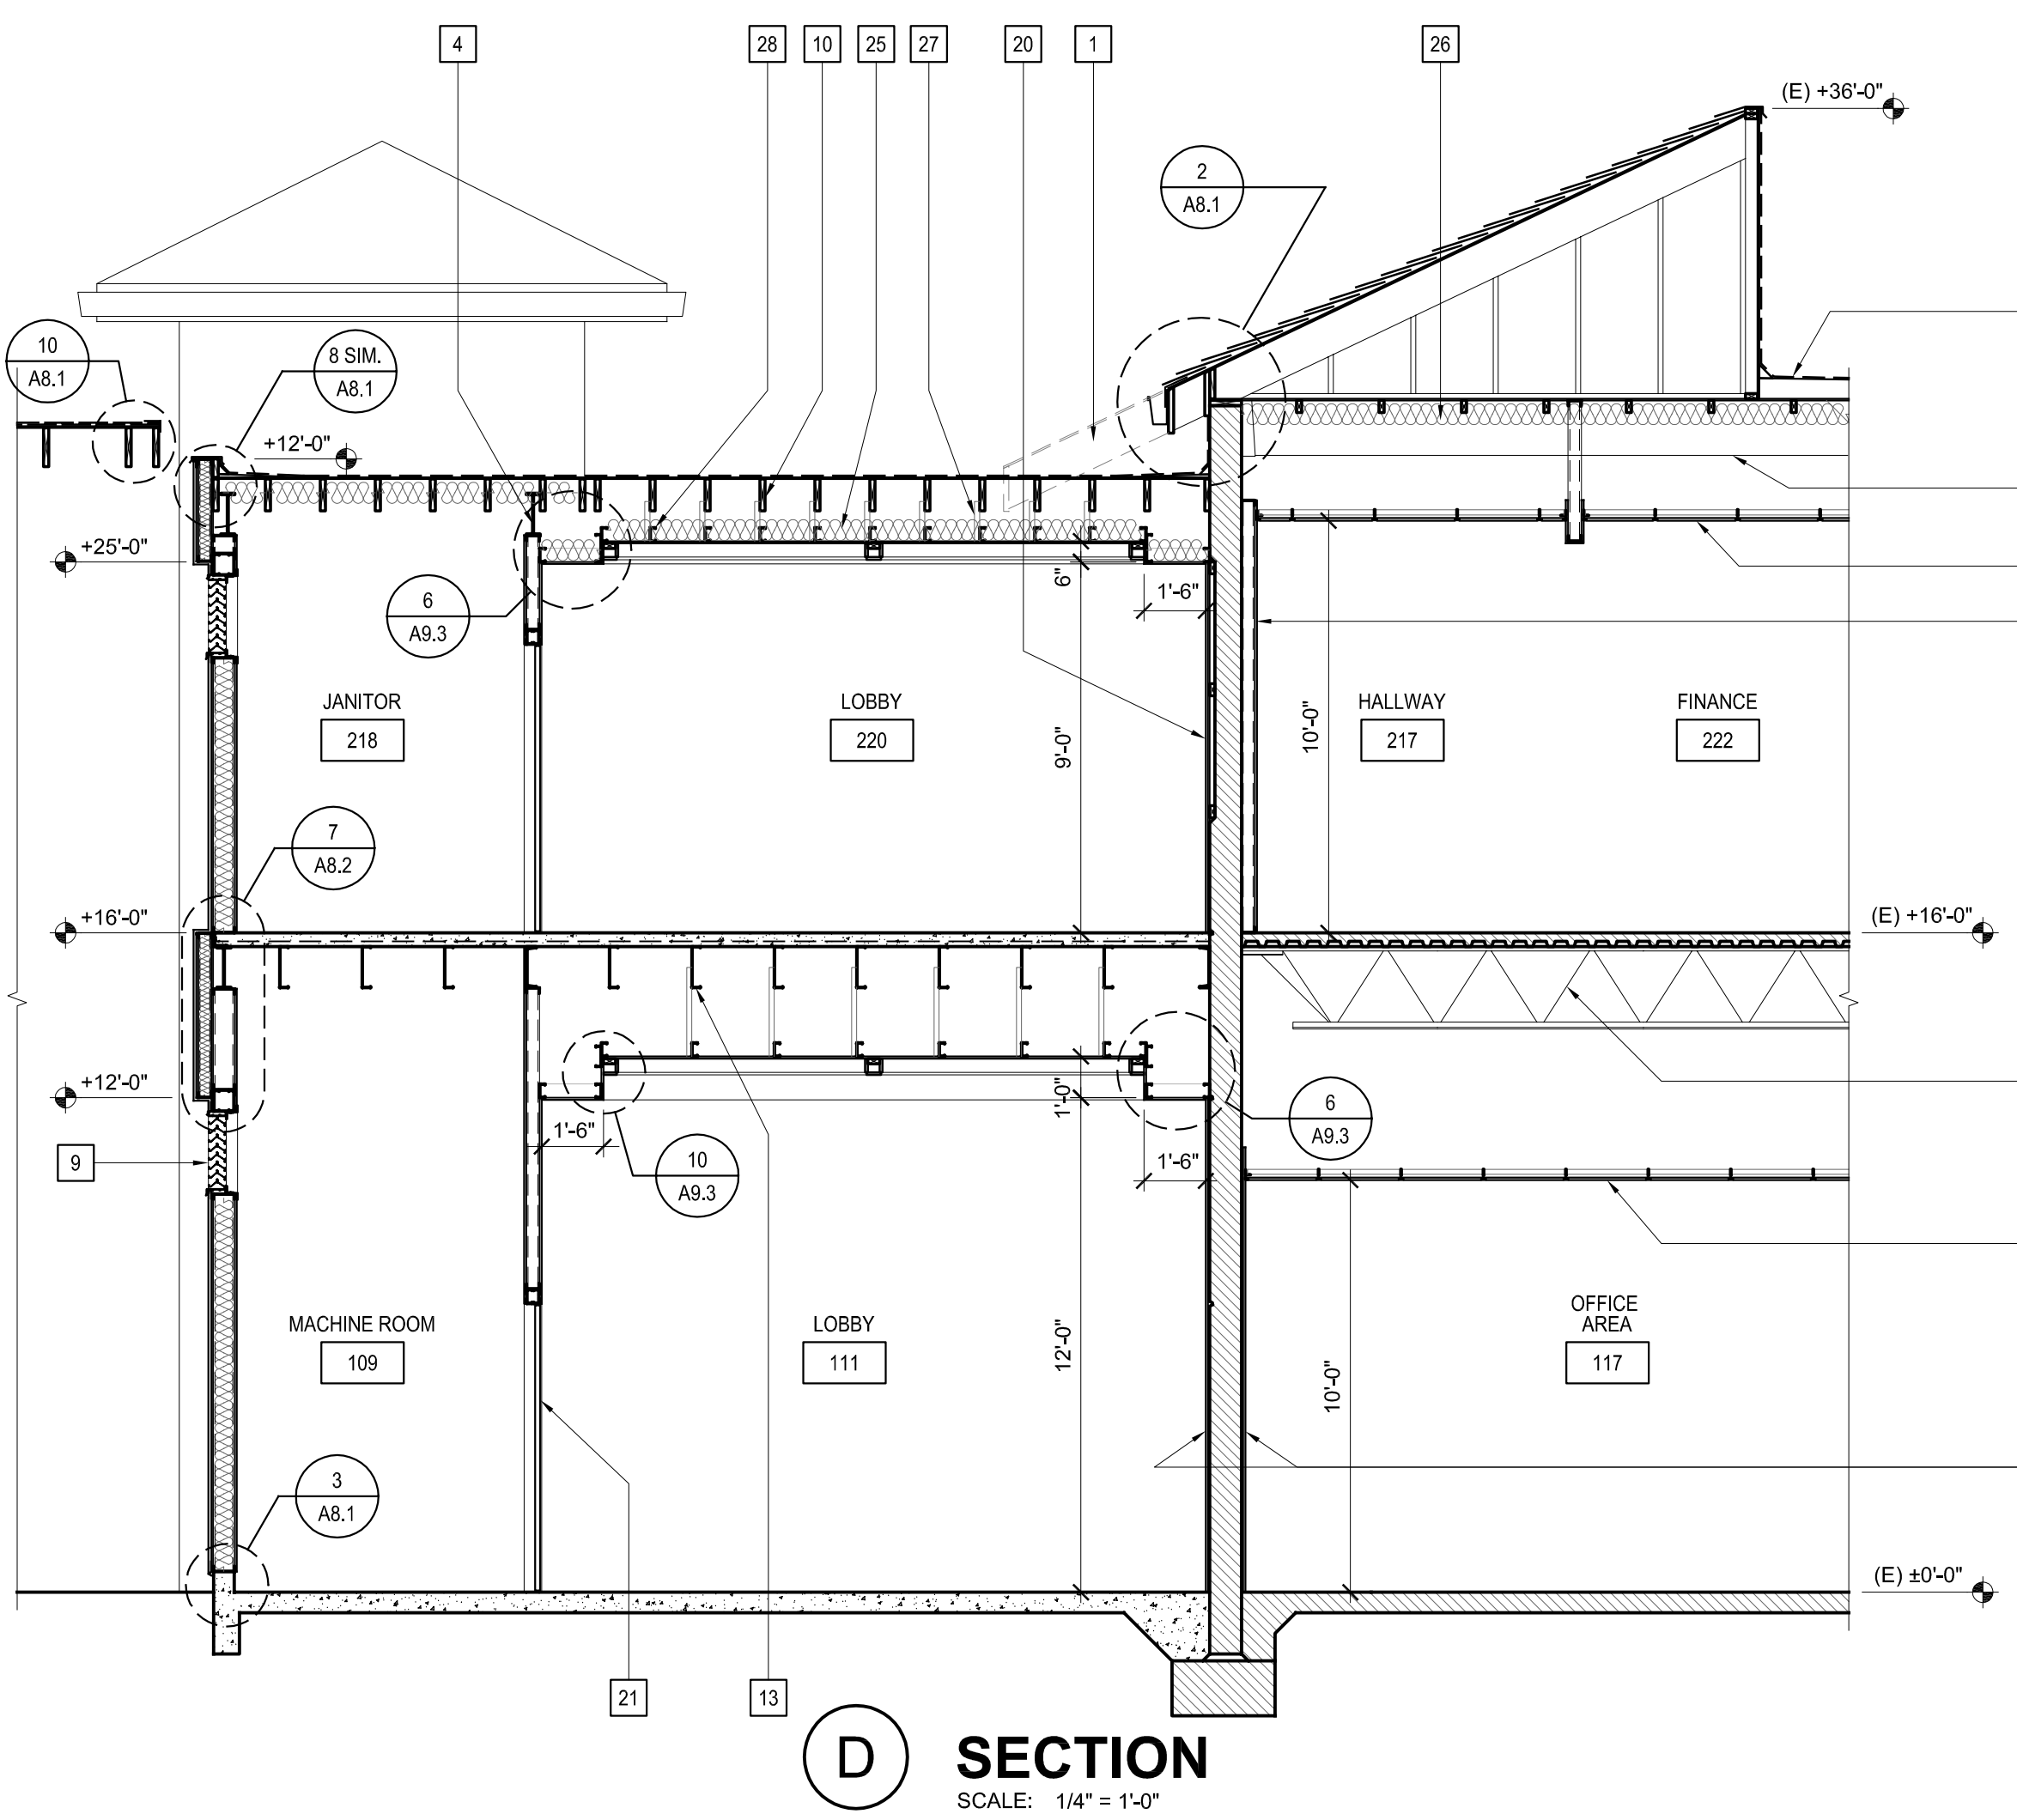 4
28
10
25
27
20
1
26
(E) +36'-0"
2
A8.1
10
A8.1
8 SIM.
A8.1
+12'-0"
+25'-0"
6"
1'-6"
6
A9.3
JANITOR
218
LOBBY
220
9'-0"
10'-0"
HALLWAY
217
FINANCE
222
7
A8.2
+16'-0"
(E) +16'-0"
+12'-0"
1'-0"
6
A9.3
9
1'-6"
10
A9.3
1'-6"
MACHINE ROOM
109
LOBBY
111
12'-0"
10'-0"
OFFICE
AREA
117
3
A8.1
(E) ±0'-0"
21
13
D
SECTION
SCALE: 1/4" = 1'-0"